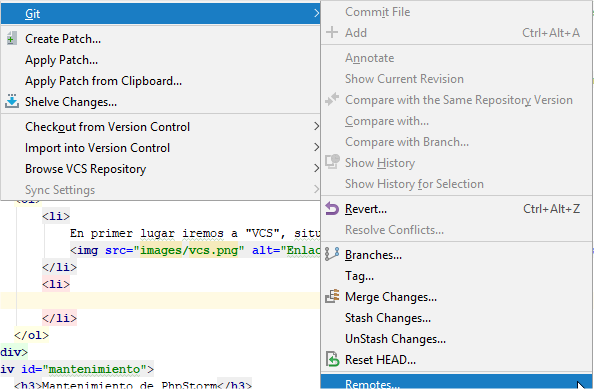 Git
Create Patch...
Apply Patch...
Apply Patch from Clipboard...
Shelve Changes...
Checkout from Version Control
Import into Version Control
Browse VCS Repository
Sync Settings
Commit File
Add Ctrl+Alt+A
Annotate
Show Current Revision
Compare with the Same Repository Version
Compare with...
Compare with Branch...
Show History
Show History for Selection
Revert... Ctrl+Alt+Z
Resolve Conflicts...
Branches...
Tag...
Merge Changes...
Stash Changes...
UnStash Changes...
Reset HEAD...
Remotes...
<li>
En primer lugar iremos a "VCS", situ
<img src="images/vcs.png" alt="Enlac
</li>
<li>
</li>
</ol>
div>
iv id="mantenimiento">
<h3>Mantenimiento de PhpStorm</h3>